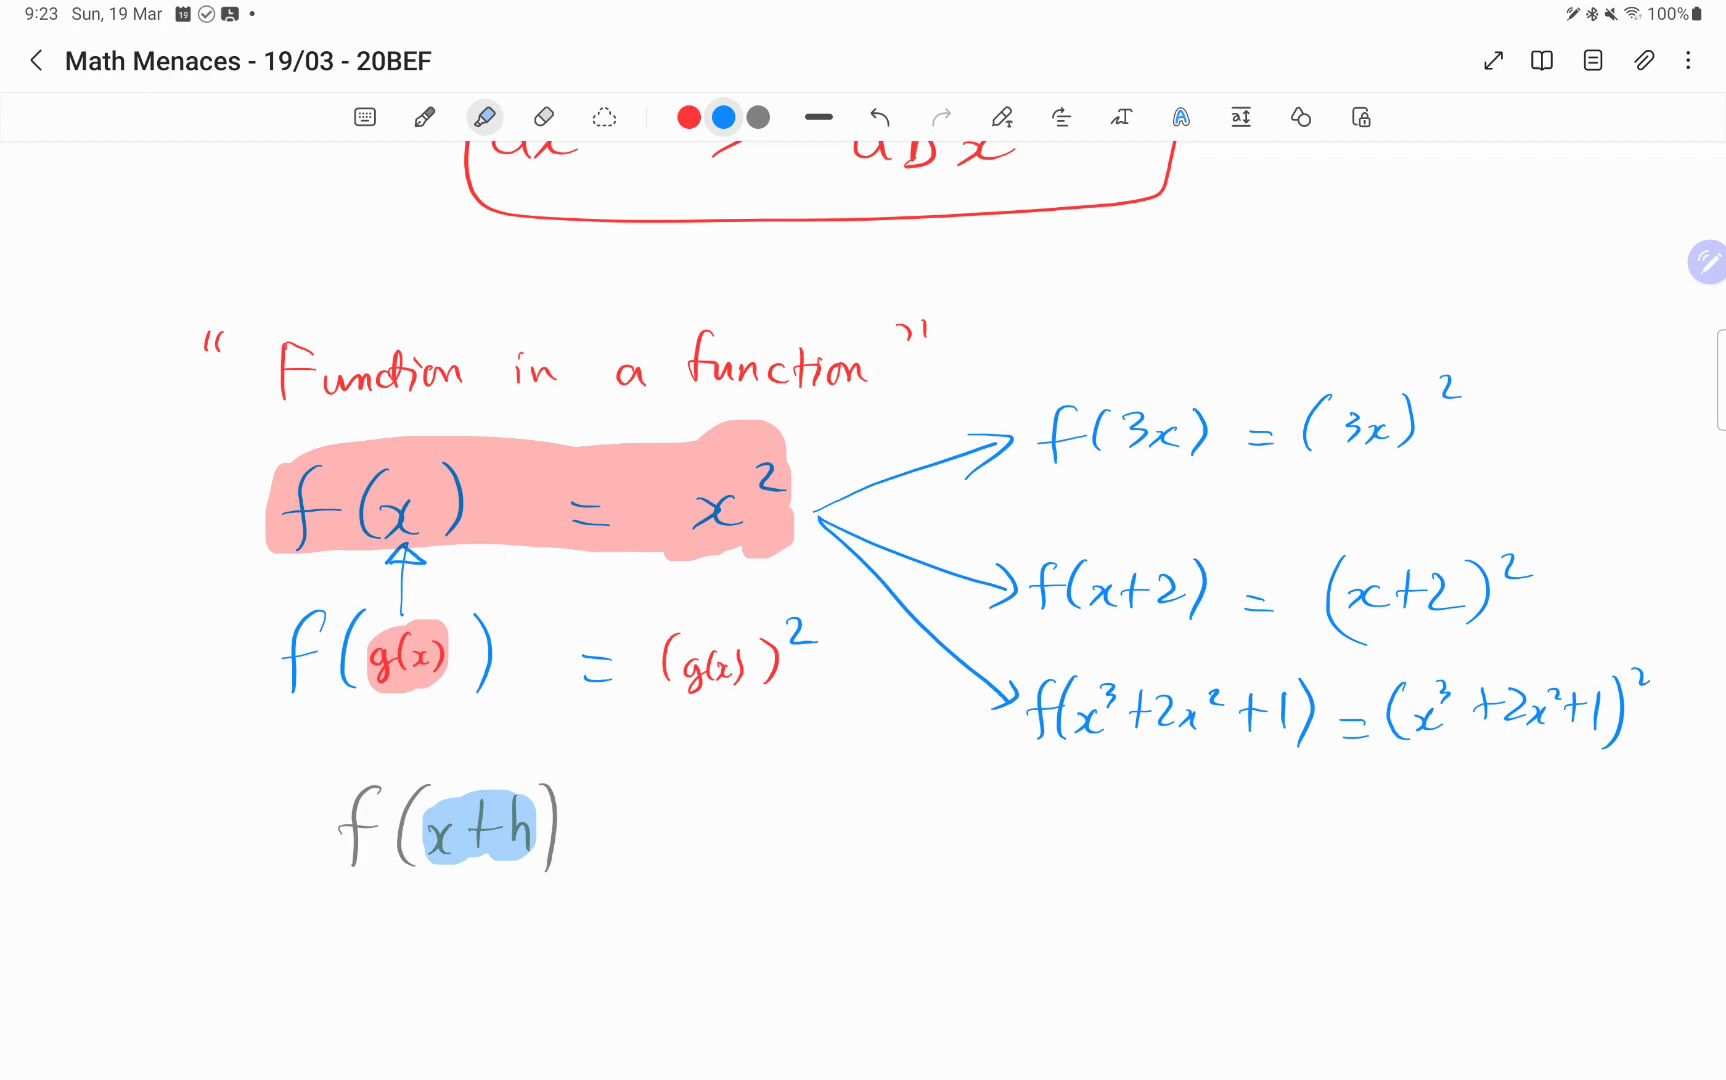 9:23 Sun, 19 Mar 19
100%
Math Menaces - 19/03 - 20BEF
“ Function in a function ”
f(3x) = (3x)²
f(x) = x²
f(x+2) = (x+2)²
f(g(x)) = (g(x))²
f(x³+2x²+1) = (x³+2x²+1)²
f(x+h)